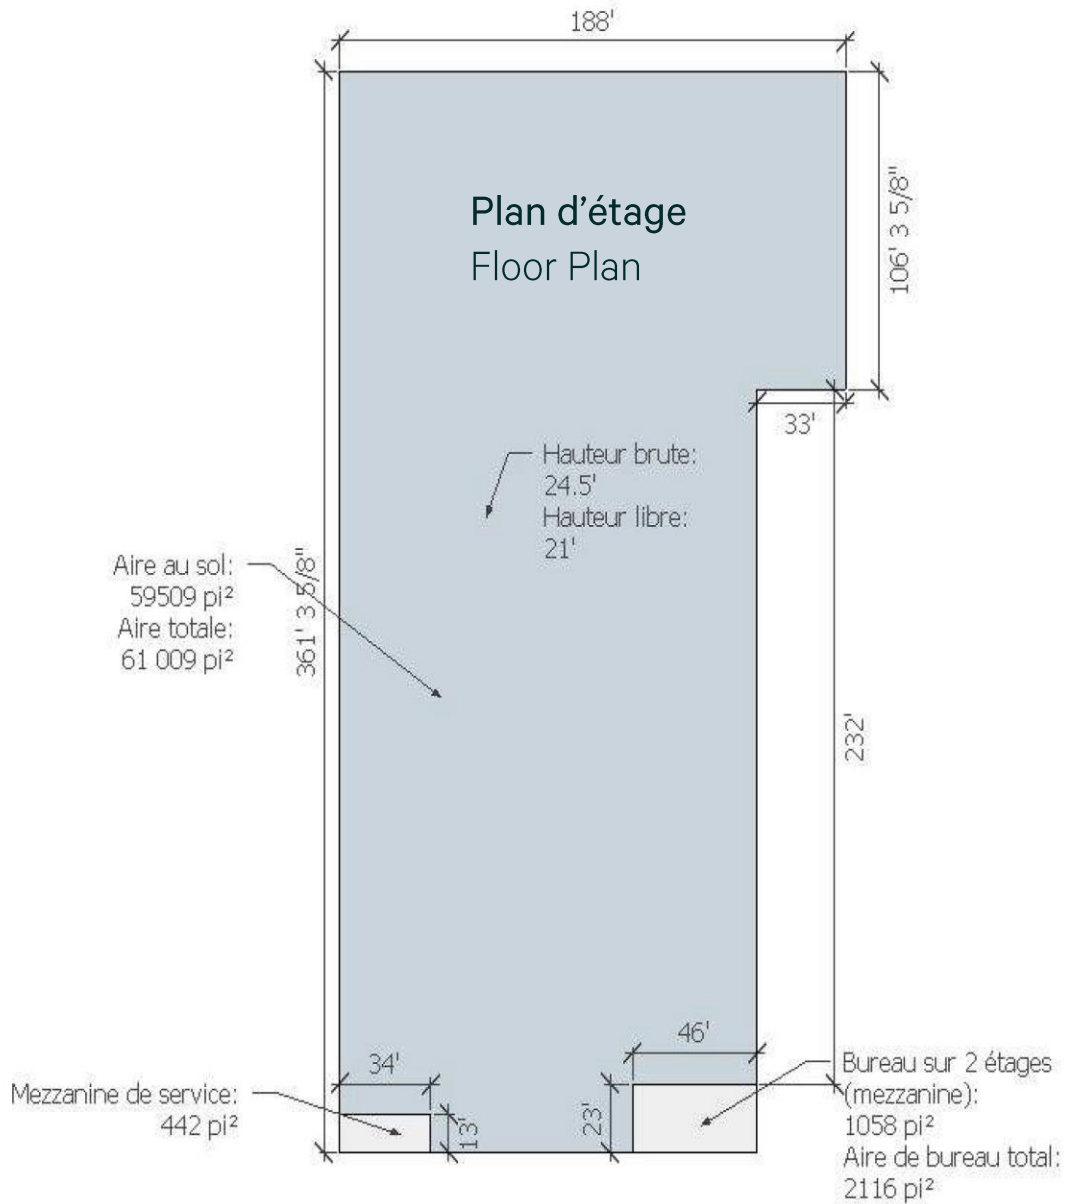 188'
Plan d'étage
Floor Plan
106' 3 5/8"
33'
Hauteur brute:
24.5'
Hauteur libre:
21'
Aire au sol:
59509 pi²
Aire totale:
61 009 pi²
361' 3 5/8"
232'
46'
34'
Mezzanine de service:
442 pi²
13'
23'
Bureau sur 2 étages
(mezzanine):
1058 pi²
Aire de bureau total:
2116 pi²